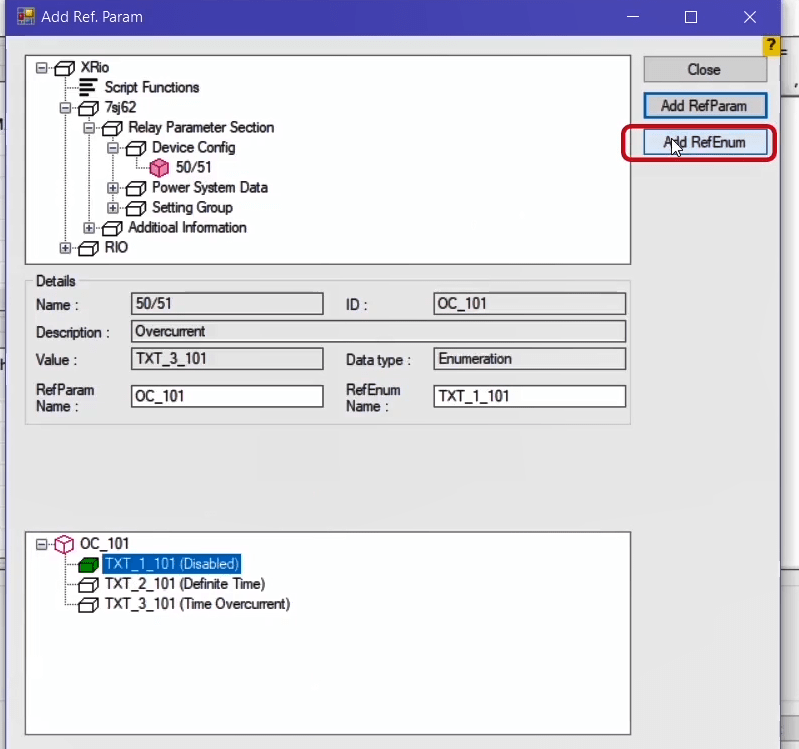 Add Ref. Param
?
XRio
Close
Script Functions
7sj62
Add RefParam
Relay Parameter Section
Device Config
Add RefEnum
50/51
Power System Data
Setting Group
Additioal Information
RIO
Details
Name : 50/51 ID : OC_101
Description : Overcurrent
Value : TXT_3_101 Data type : Enumeration
RefParam Name : OC_101 RefEnum Name : TXT_1_101
OC_101
TXT_1_101 (Disabled)
TXT_2_101 (Definite Time)
TXT_3_101 (Time Overcurrent)